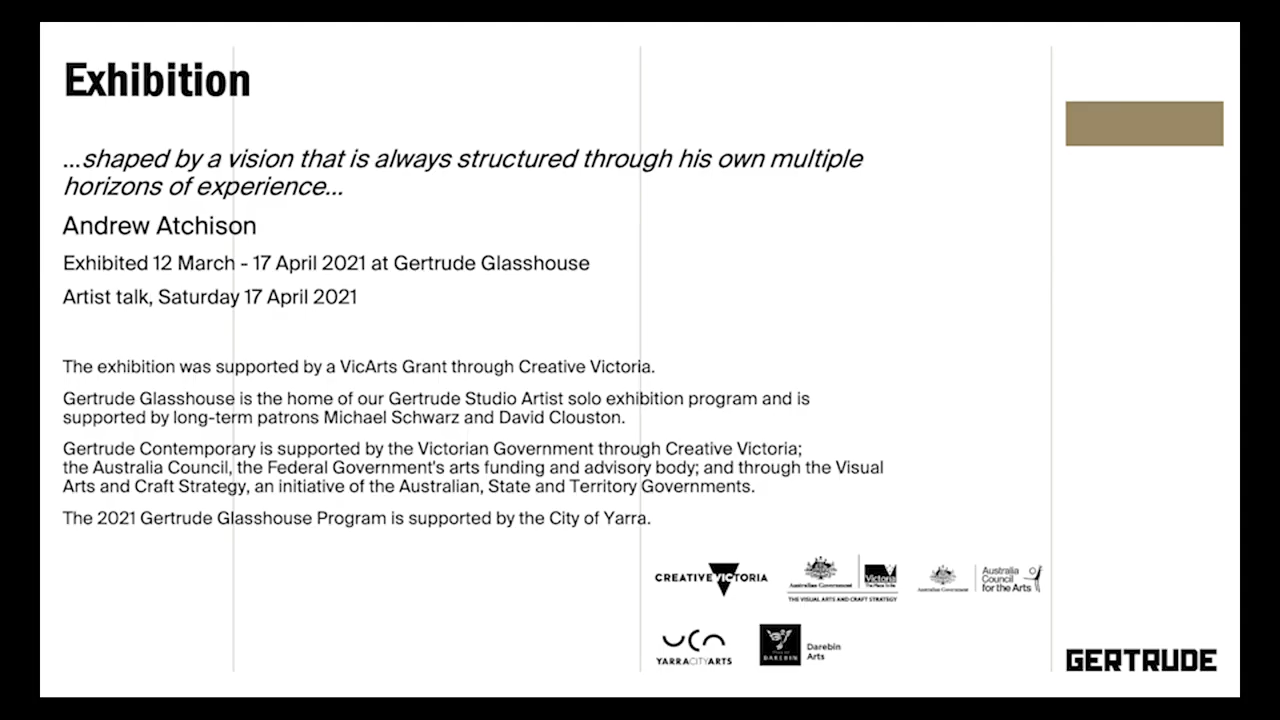 Exhibition
...shaped by a vision that is always structured through his own multiple
horizons of experience...
Andrew Atchison
Exhibited 12 March - 17 April 2021 at Gertrude Glasshouse
Artist talk, Saturday 17 April 2021
The exhibition was supported by a VicArts Grant through Creative Victoria.
Gertrude Glasshouse is the home of our Gertrude Studio Artist solo exhibition program and is
supported by long-term patrons Michael Schwarz and David Clouston.
Gertrude Contemporary is supported by the Victorian Government through Creative Victoria;
the Australia Council, the Federal Government's arts funding and advisory body; and through the Visual
Arts and Craft Strategy, an initiative of the Australian, State and Territory Governments.
The 2021 Gertrude Glasshouse Program is supported by the City of Yarra.
CREATIVE VICTORIA
Australian Government
Victoria
THE VISUAL ARTS AND CRAFT STRATEGY
Australian Government
Australia
Council
for the Arts
YARRACITYARTS
DAREBIN
Darebin
Arts
GERTRUDE